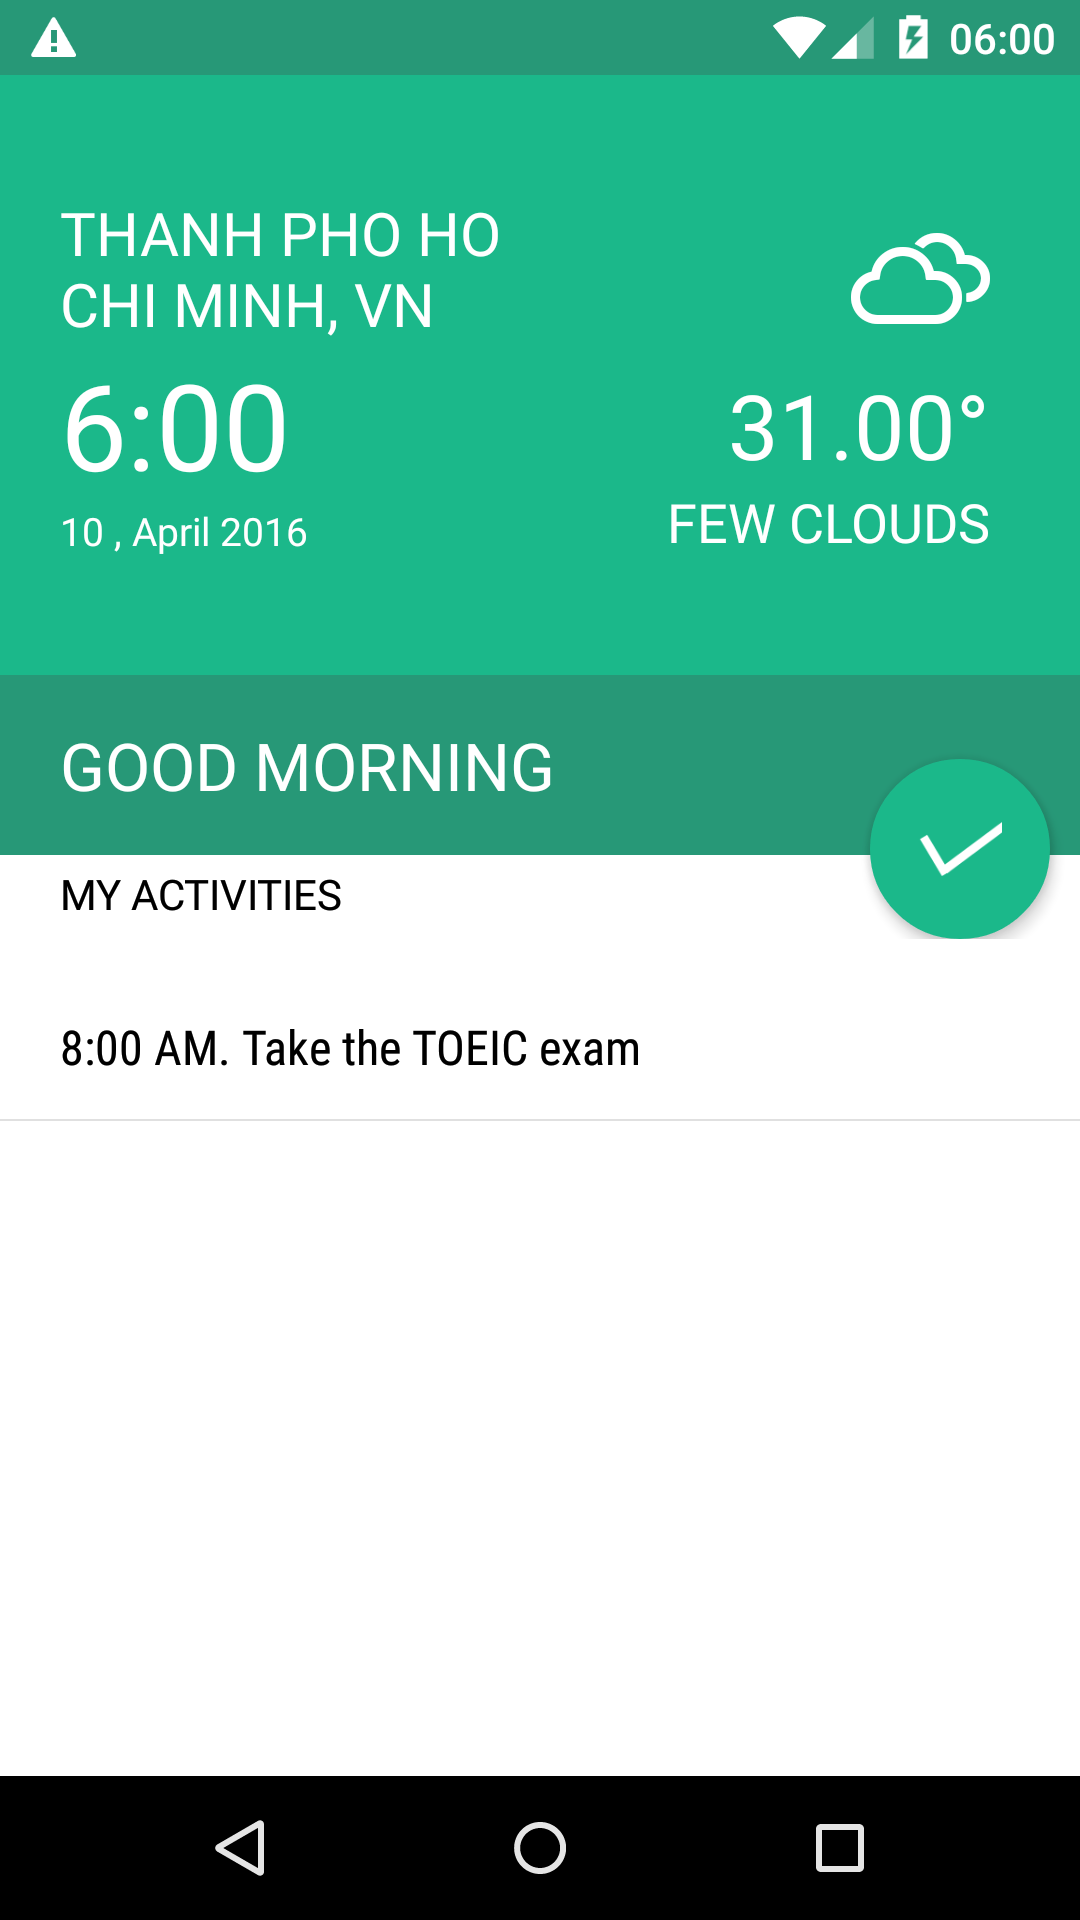 06:00
THANH PHO HO
CHI MINH, VN
6:00
10 , April 2016
31.00°
FEW CLOUDS
GOOD MORNING
MY ACTIVITIES
8:00 AM. Take the TOEIC exam